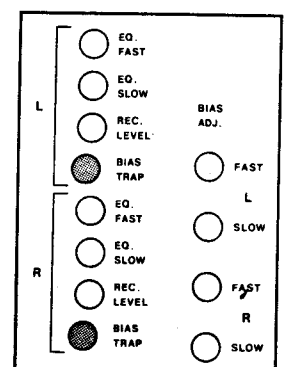 L
EQ.
FAST
EQ.
SLOW
REC.
LEVEL
BIAS
TRAP
R
EQ.
FAST
EQ.
SLOW
REC.
LEVEL
BIAS
TRAP
BIAS
ADJ.
FAST
L
SLOW
FAST
R
SLOW